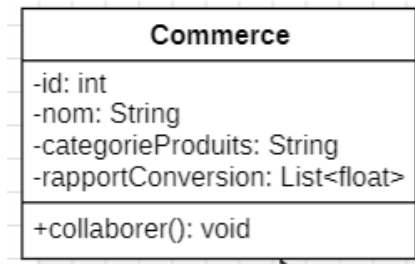 Commerce
-id: int
-nom: String
-categorieProduits: String
-rapportConversion: List<float>
+collaborer(): void